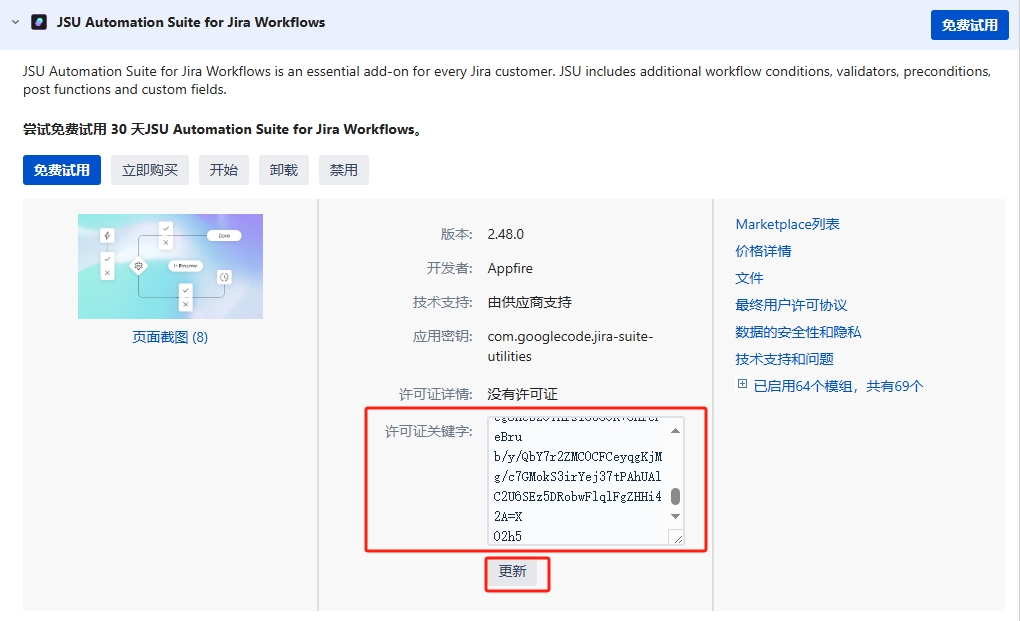 JSU Automation Suite for Jira Workflows
免费试用
JSU Automation Suite for Jira Workflows is an essential add-on for every Jira customer. JSU includes additional workflow conditions, validators, preconditions,
post functions and custom fields.
尝试免费试用 30 天JSU Automation Suite for Jira Workflows。
免费试用
立即购买
开始
卸载
禁用
Done
页面截图 (8)
版本: 2.48.0
开发者: Appfire
技术支持: 由供应商支持
应用密钥: com.googlecode.jira-suite-
utilities
许可证详情: 没有许可证
许可证关键字:
eBru
b/y/QbY7r2ZMCOCFCeyqgKjM
g/c7GMokS3irYej37tPAhUAl
C2U6SEz5DRobwFlqlFgZHHi4
2A=X
02h5
更新
Marketplace列表
价格详情
文件
最终用户许可协议
数据的安全性和隐私
技术支持和问题
已启用64个模组，共有69个